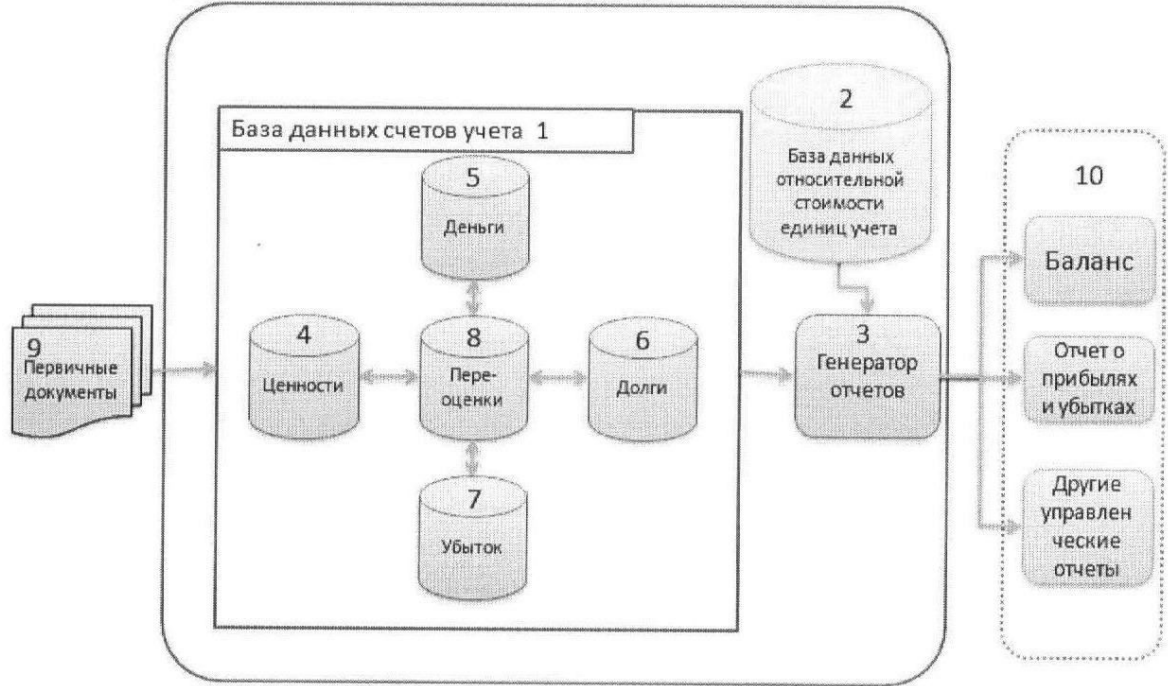 База данных счетов учета 1
5
Деньги
4
Ценности
8
Пере-
оценки
6
Долги
7
Убыток
9
Первичные
документы
2
База данных
относительной
стоимости
единиц учета
3
Генератор
отчетов
10
Баланс
Отчет о
прибылях
и убытках
Другие
управлен
ческие
отчеты